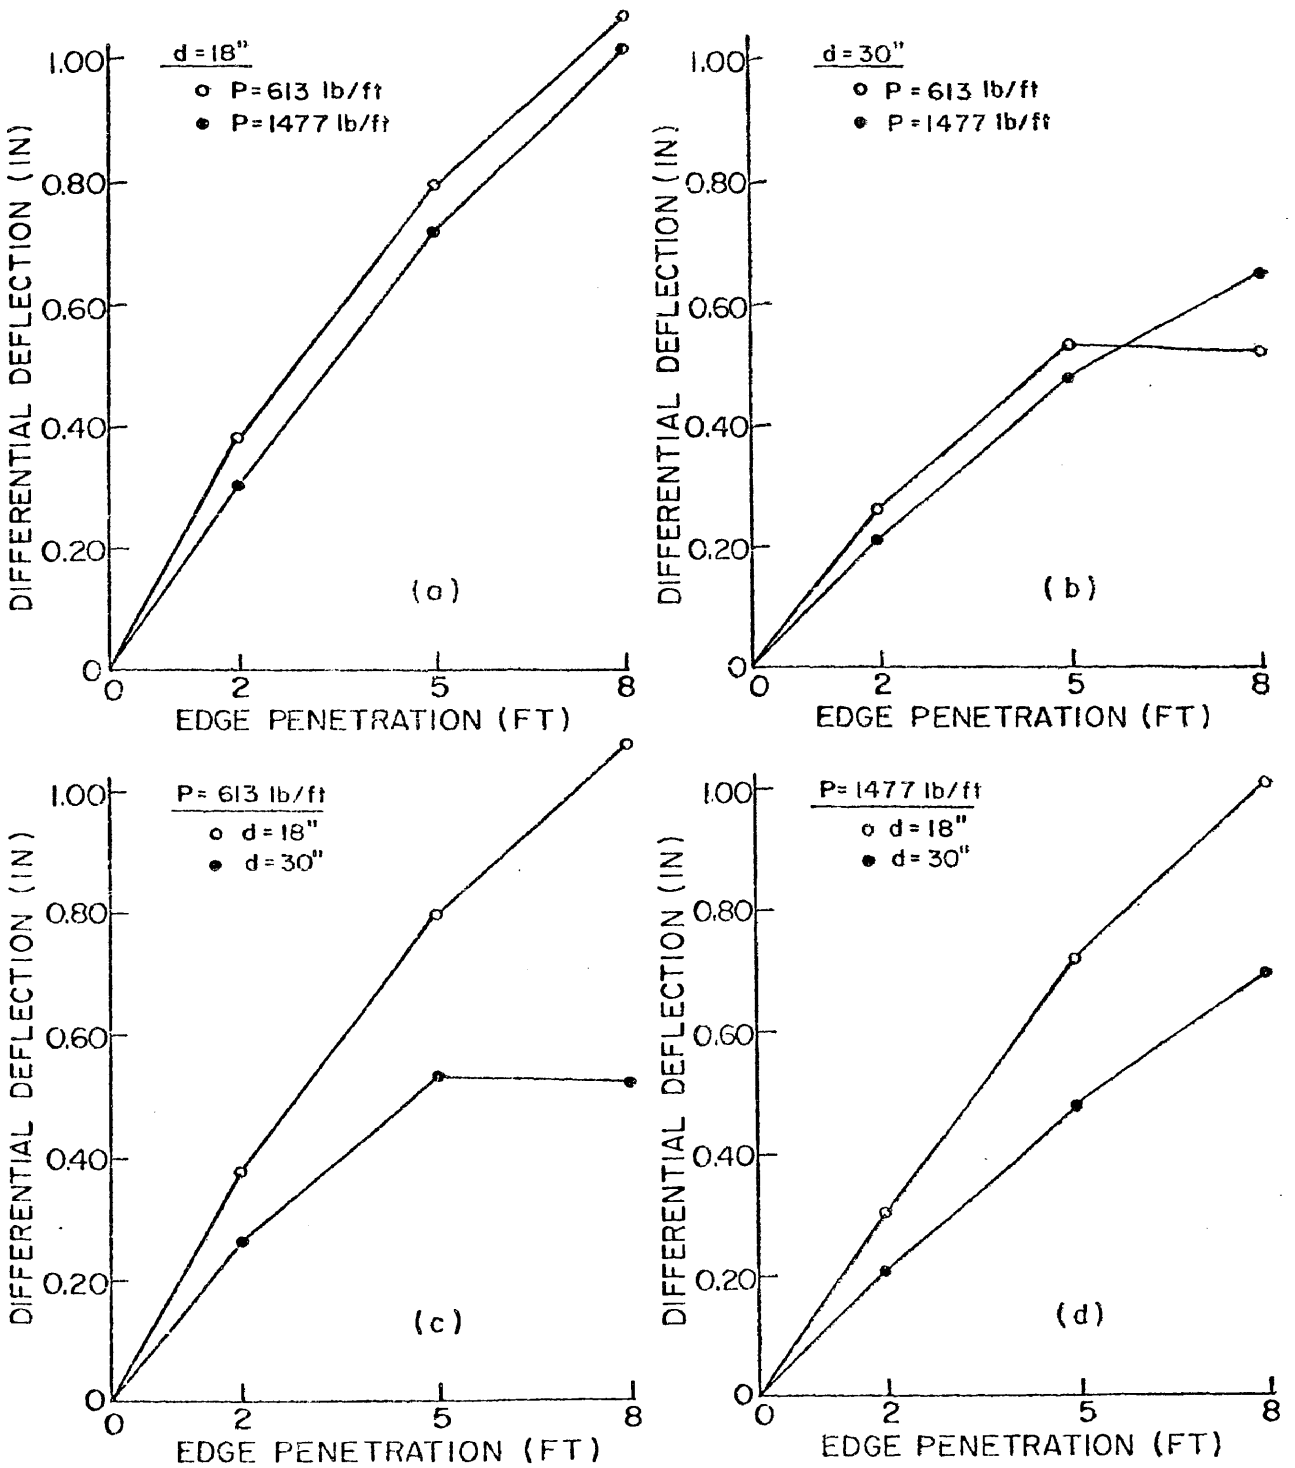 d = 18"
P = 613 lb/ft
P = 1477 lb/ft
DIFFERENTIAL DEFLECTION (IN)
1.00
0.80
0.60
0.40
0.20
0
0 2 5 8
EDGE PENETRATION (FT)
(a)
d = 30"
P = 613 lb/ft
P = 1477 lb/ft
DIFFERENTIAL DEFLECTION (IN)
1.00
0.80
0.60
0.40
0.20
0
0 2 5 8
EDGE PENETRATION (FT)
(b)
P = 613 lb/ft
d = 18"
d = 30"
DIFFERENTIAL DEFLECTION (IN)
1.00
0.80
0.60
0.40
0.20
0
0 2 5 8
EDGE PENETRATION (FT)
(c)
P = 1477 lb/ft
d = 18"
d = 30"
DIFFERENTIAL DEFLECTION (IN)
1.00
0.80
0.60
0.40
0.20
0
0 2 5 8
EDGE PENETRATION (FT)
(d)